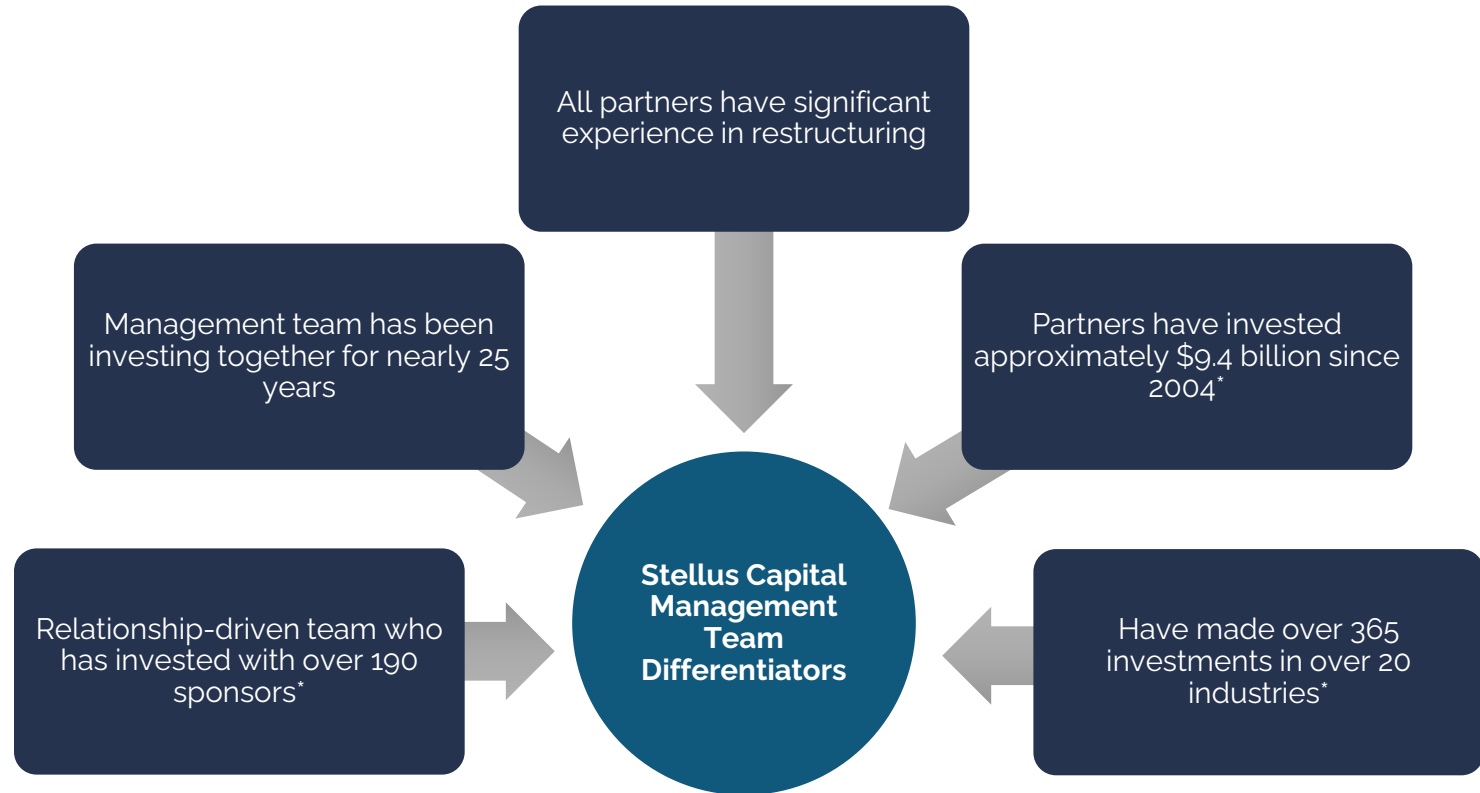 All partners have significant
experience in restructuring
Management team has been
investing together for nearly 25
years
Partners have invested
approximately $9.4 billion since
2004*
Stellus Capital
Management
Team
Differentiators
Relationship-driven team who
has invested with over 190
sponsors*
Have made over 365
investments in over 20
industries*